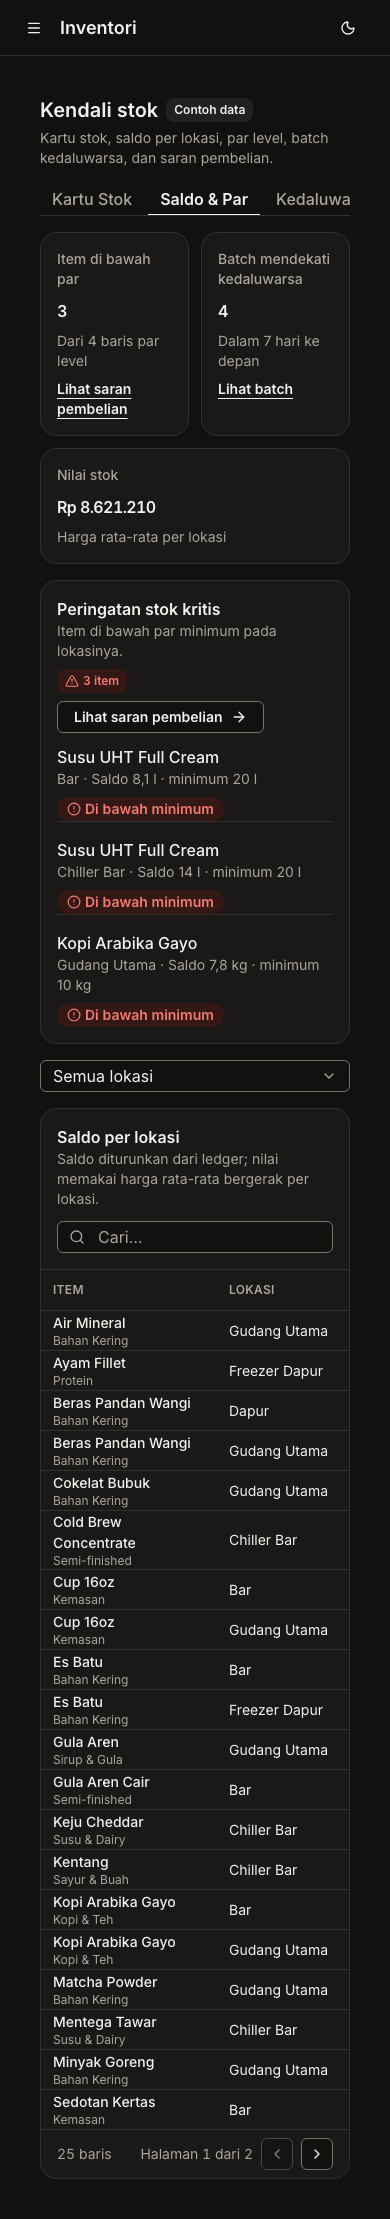 Inventori
Kendali stok
Contoh data
Kartu stok, saldo per lokasi, par level, batch
kedaluwarsa, dan saran pembelian.
Kartu Stok
Saldo & Par
Kedaluwa
Item di bawah
par
3
Dari 4 baris par
level
Lihat saran
pembelian
Batch mendekati
kedaluwarsa
4
Dalam 7 hari ke
depan
Lihat batch
Nilai stok
Rp 8.621.210
Harga rata-rata per lokasi
Peringatan stok kritis
Item di bawah par minimum pada
lokasinya.
3 item
Lihat saran pembelian
Susu UHT Full Cream
Bar · Saldo 8,1 l · minimum 20 l
Di bawah minimum
Susu UHT Full Cream
Chiller Bar · Saldo 14 l · minimum 20 l
Di bawah minimum
Kopi Arabika Gayo
Gudang Utama · Saldo 7,8 kg · minimum
10 kg
Di bawah minimum
Semua lokasi
Saldo per lokasi
Saldo diturunkan dari ledger; nilai
memakai harga rata-rata bergerak per
lokasi.
Cari...
ITEM LOKASI
Air Mineral
Bahan Kering
Gudang Utama
Ayam Fillet
Protein
Freezer Dapur
Beras Pandan Wangi
Bahan Kering
Dapur
Beras Pandan Wangi
Bahan Kering
Gudang Utama
Cokelat Bubuk
Bahan Kering
Gudang Utama
Cold Brew
Concentrate
Semi-finished
Chiller Bar
Cup 16oz
Kemasan
Bar
Cup 16oz
Kemasan
Gudang Utama
Es Batu
Bahan Kering
Bar
Es Batu
Bahan Kering
Freezer Dapur
Gula Aren
Sirup & Gula
Gudang Utama
Gula Aren Cair
Semi-finished
Bar
Keju Cheddar
Susu & Dairy
Chiller Bar
Kentang
Sayur & Buah
Chiller Bar
Kopi Arabika Gayo
Kopi & Teh
Bar
Kopi Arabika Gayo
Kopi & Teh
Gudang Utama
Matcha Powder
Bahan Kering
Gudang Utama
Mentega Tawar
Susu & Dairy
Chiller Bar
Minyak Goreng
Bahan Kering
Gudang Utama
Sedotan Kertas
Kemasan
Bar
25 baris
Halaman 1 dari 2